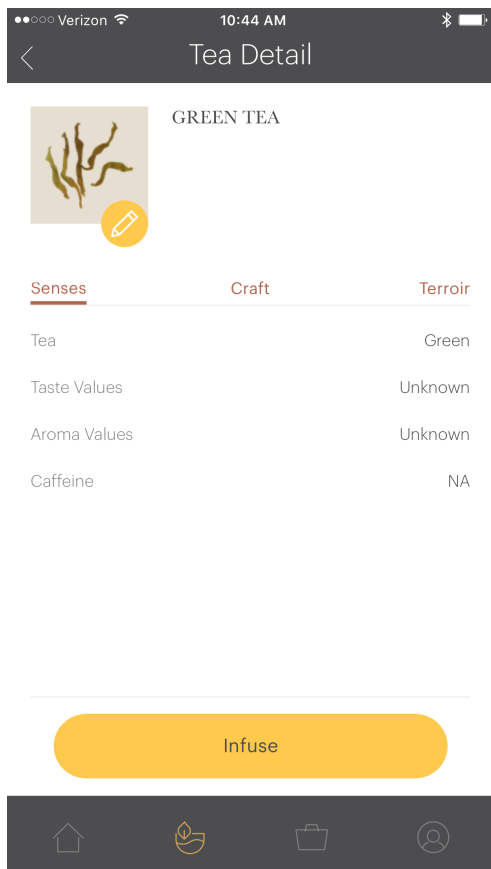 Verizon 10:44 AM
Tea Detail
GREEN TEA
Senses Craft Terroir
Tea Green
Taste Values Unknown
Aroma Values Unknown
Caffeine NA
Infuse